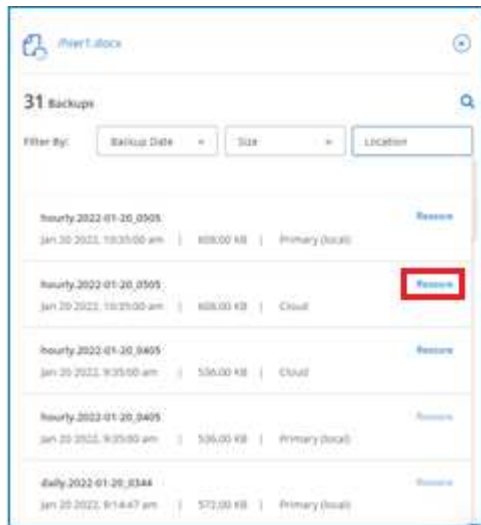 /hier1.docx
31 Backups
Filter By: Backup Date Size Location
hourly.2022-01-20_0505 Restore
Jan 20 2022, 10:35:00 am | 608.00 KB | Primary (local)
hourly.2022-01-20_0505 Restore
Jan 20 2022, 10:35:00 am | 608.00 KB | Cloud
hourly.2022-01-20_0405 Restore
Jan 20 2022, 9:35:00 am | 536.00 KB | Cloud
hourly.2022-01-20_0405 Restore
Jan 20 2022, 9:35:00 am | 536.00 KB | Primary (local)
daily.2022-01-20_0344 Restore
Jan 20 2022, 9:14:47 am | 572.00 KB | Primary (local)